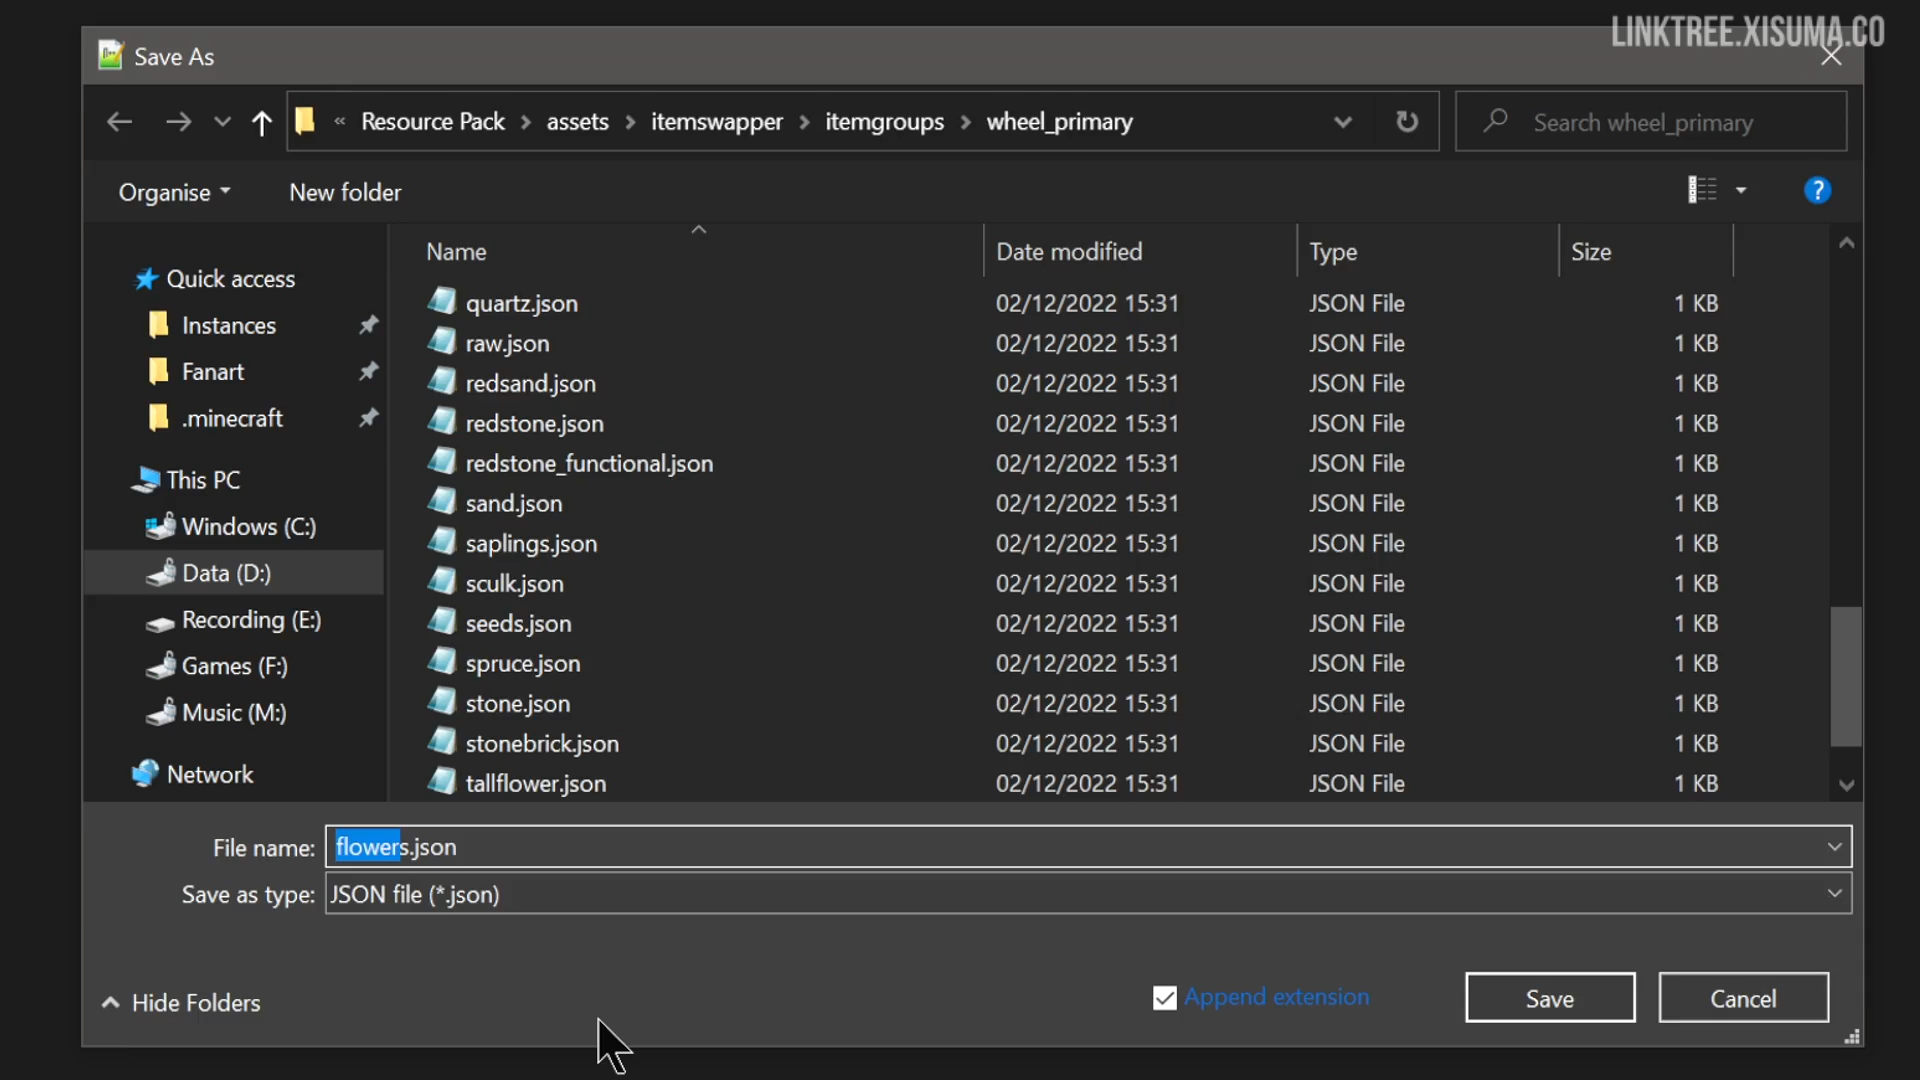 LINKTREE.XISUMA.CO
Save As
« Resource Pack > assets > itemswapper > itemgroups > wheel_primary
Search wheel_primary
Organise
New folder
Name Date modified Type Size
Quick access
Instances
Fanart
.minecraft
This PC
Windows (C:)
Data (D:)
Recording (E:)
Games (F:)
Music (M:)
Network
quartz.json 02/12/2022 15:31 JSON File 1 KB
raw.json 02/12/2022 15:31 JSON File 1 KB
redsand.json 02/12/2022 15:31 JSON File 1 KB
redstone.json 02/12/2022 15:31 JSON File 1 KB
redstone_functional.json 02/12/2022 15:31 JSON File 1 KB
sand.json 02/12/2022 15:31 JSON File 1 KB
saplings.json 02/12/2022 15:31 JSON File 1 KB
sculk.json 02/12/2022 15:31 JSON File 1 KB
seeds.json 02/12/2022 15:31 JSON File 1 KB
spruce.json 02/12/2022 15:31 JSON File 1 KB
stone.json 02/12/2022 15:31 JSON File 1 KB
stonebrick.json 02/12/2022 15:31 JSON File 1 KB
tallflower.json 02/12/2022 15:31 JSON File 1 KB
File name: flowers.json
Save as type: JSON file (*.json)
Hide Folders
Append extension
Save
Cancel